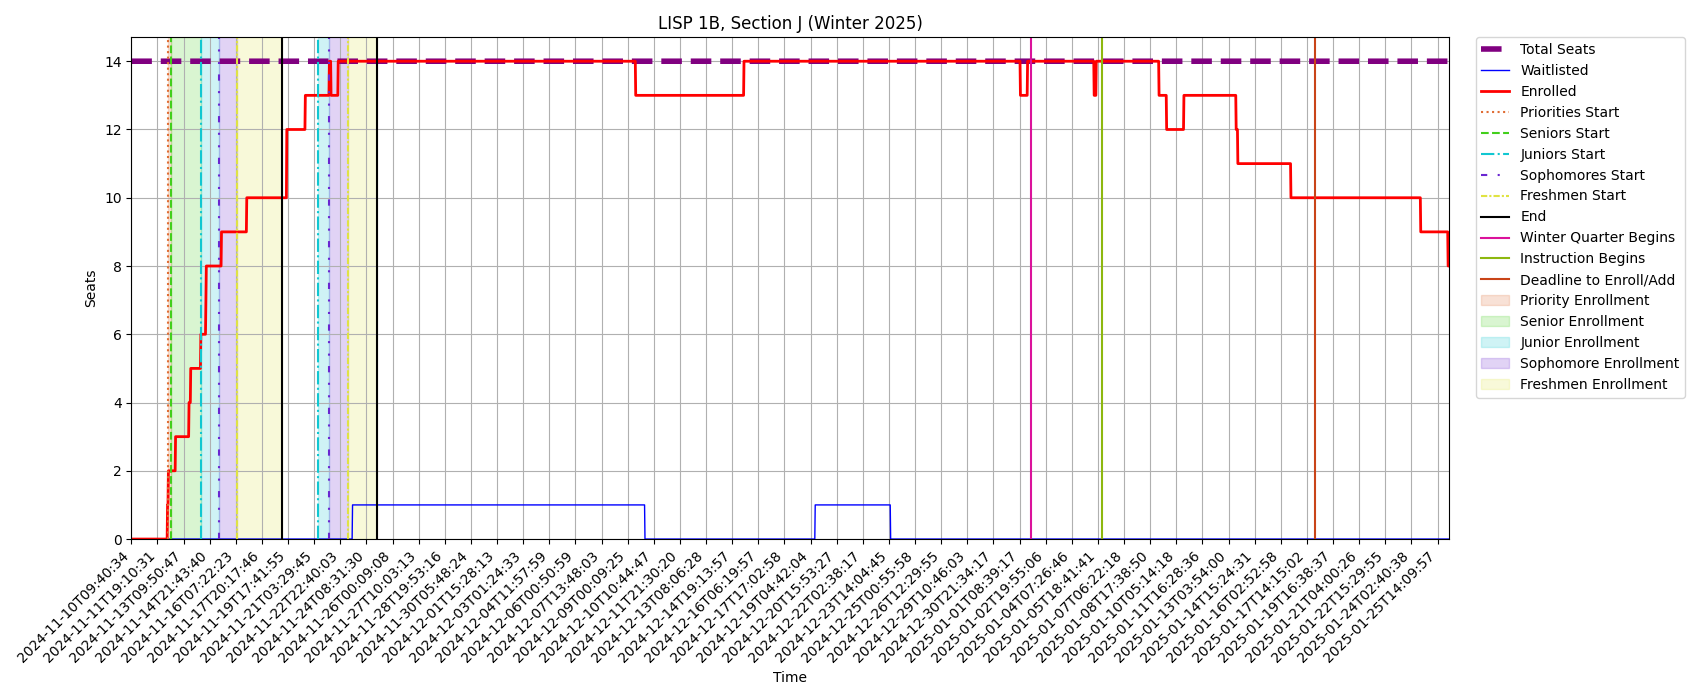 LISP 1B, Section J (Winter 2025)
Seats
14
12
10
8
6
4
2
0
2024-11-10T09:40:34
2024-11-11T19:10:31
2024-11-13T09:50:47
2024-11-14T21:43:40
2024-11-16T07:22:23
2024-11-17T20:17:46
2024-11-19T17:41:55
2024-11-21T03:29:45
2024-11-22T22:40:03
2024-11-24T08:31:30
2024-11-26T00:09:08
2024-11-27T10:03:13
2024-11-28T19:53:16
2024-11-30T05:48:24
2024-12-01T15:28:13
2024-12-03T01:24:33
2024-12-04T11:57:59
2024-12-06T00:50:59
2024-12-07T13:48:03
2024-12-09T00:09:25
2024-12-10T10:44:47
2024-12-11T21:30:20
2024-12-13T08:06:28
2024-12-14T19:13:57
2024-12-16T06:19:57
2024-12-17T17:02:58
2024-12-19T04:42:04
2024-12-20T15:53:27
2024-12-22T02:38:17
2024-12-23T14:04:45
2024-12-25T00:55:58
2024-12-26T12:29:55
2024-12-29T10:46:03
2024-12-30T21:34:17
2025-01-01T08:39:17
2025-01-02T19:55:06
2025-01-04T07:26:46
2025-01-05T18:41:41
2025-01-07T06:22:18
2025-01-08T17:38:50
2025-01-10T05:14:18
2025-01-11T16:28:36
2025-01-13T03:54:00
2025-01-14T15:24:31
2025-01-16T02:52:58
2025-01-17T14:15:02
2025-01-19T16:38:37
2025-01-21T04:00:26
2025-01-22T15:29:55
2025-01-24T02:40:38
2025-01-25T14:09:57
Time
Total Seats
Waitlisted
Enrolled
Priorities Start
Seniors Start
Juniors Start
Sophomores Start
Freshmen Start
End
Winter Quarter Begins
Instruction Begins
Deadline to Enroll/Add
Priority Enrollment
Senior Enrollment
Junior Enrollment
Sophomore Enrollment
Freshmen Enrollment